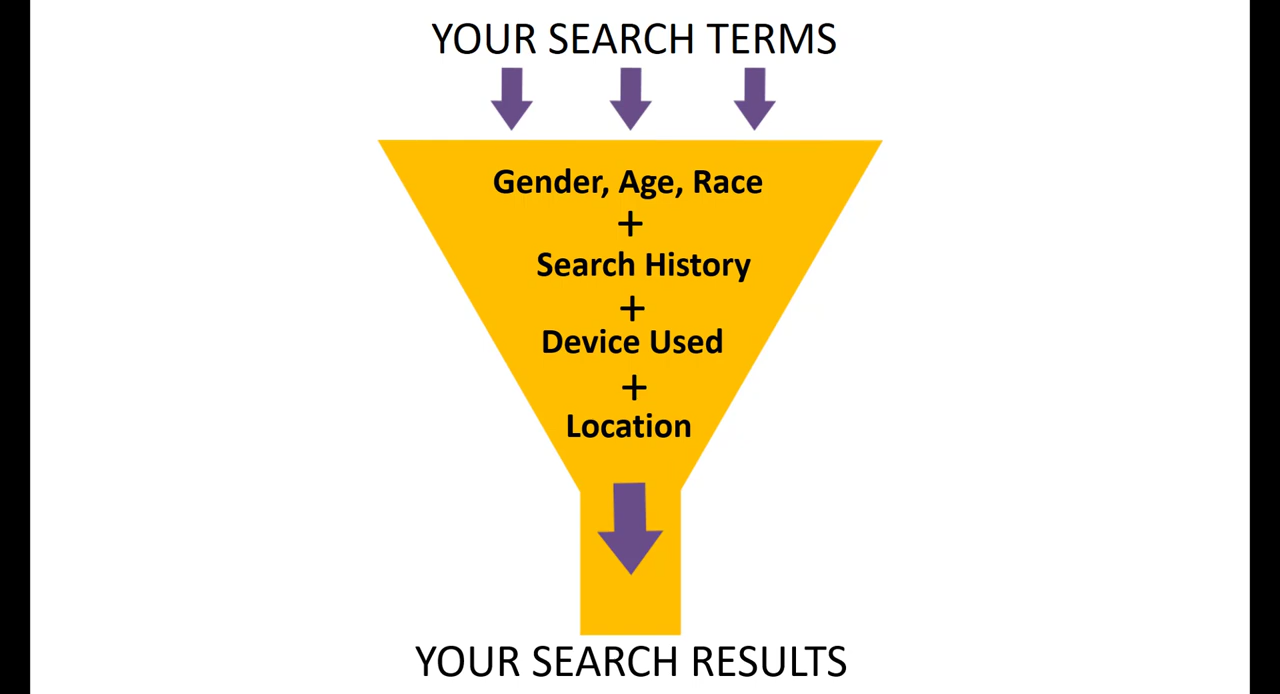 YOUR SEARCH TERMS
Gender, Age, Race
+
Search History
+
Device Used
+
Location
YOUR SEARCH RESULTS